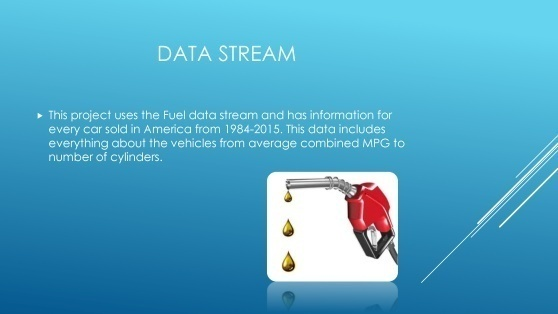 DATA STREAM
This project uses the Fuel data stream and has information for
every car sold in America from 1984-2015. This data includes
everything about the vehicles from average combined MPG to
number of cylinders.